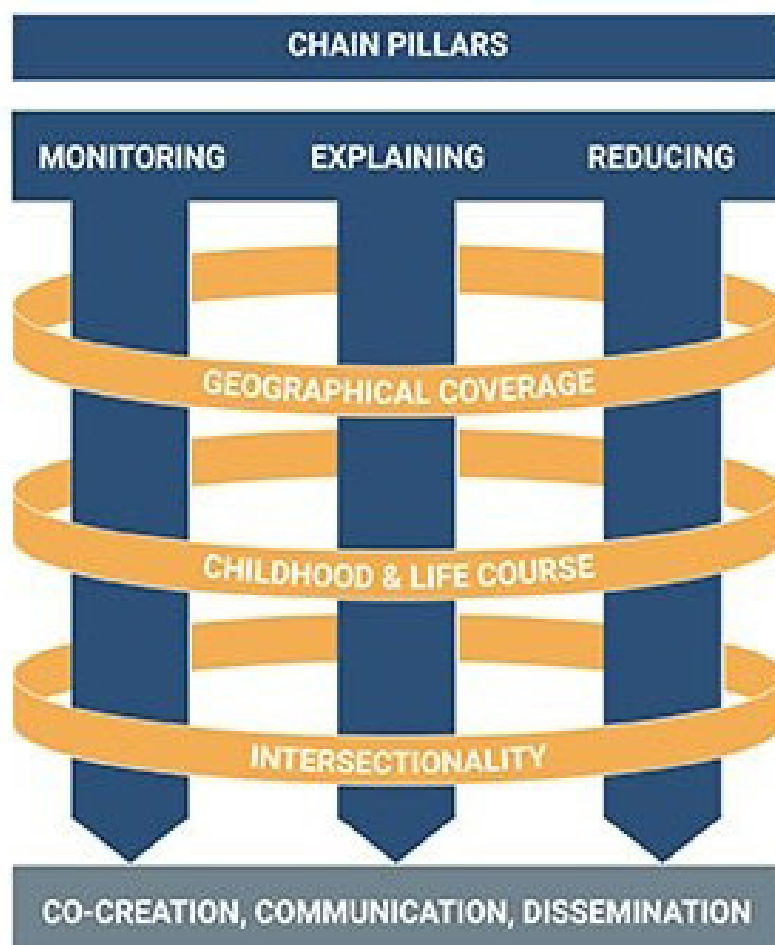 CHAIN PILLARS
MONITORING EXPLAINING REDUCING
GEOGRAPHICAL COVERAGE
CHILDHOOD & LIFE COURSE
INTERSECTIONALITY
CO-CREATION, COMMUNICATION, DISSEMINATION